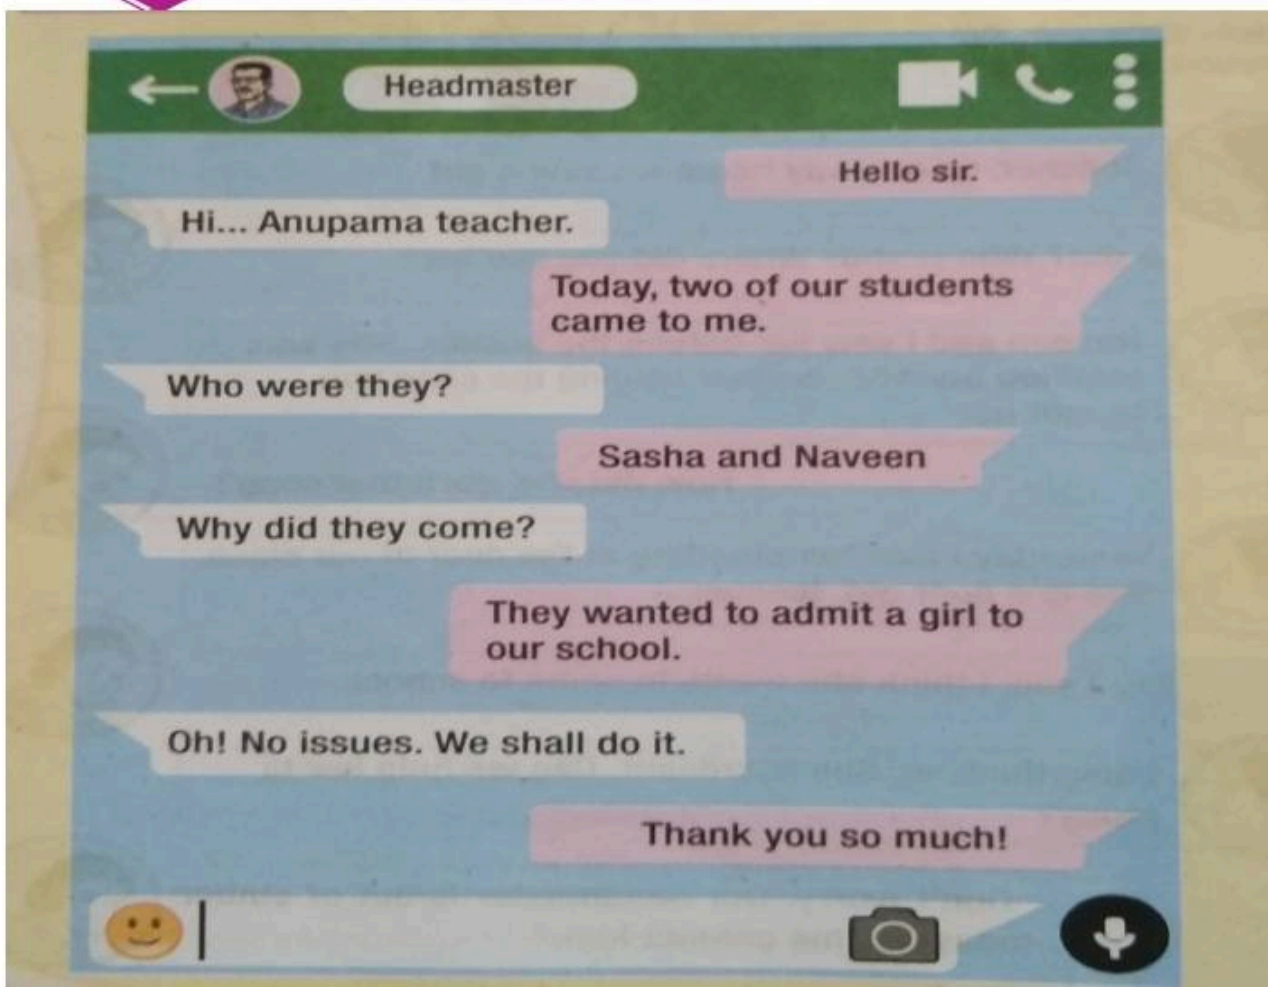 Headmaster
Hello sir.
Hi... Anupama teacher.
Today, two of our students
came to me.
Who were they?
Sasha and Naveen
Why did they come?
They wanted to admit a girl to
our school.
Oh! No issues. We shall do it.
Thank you so much!